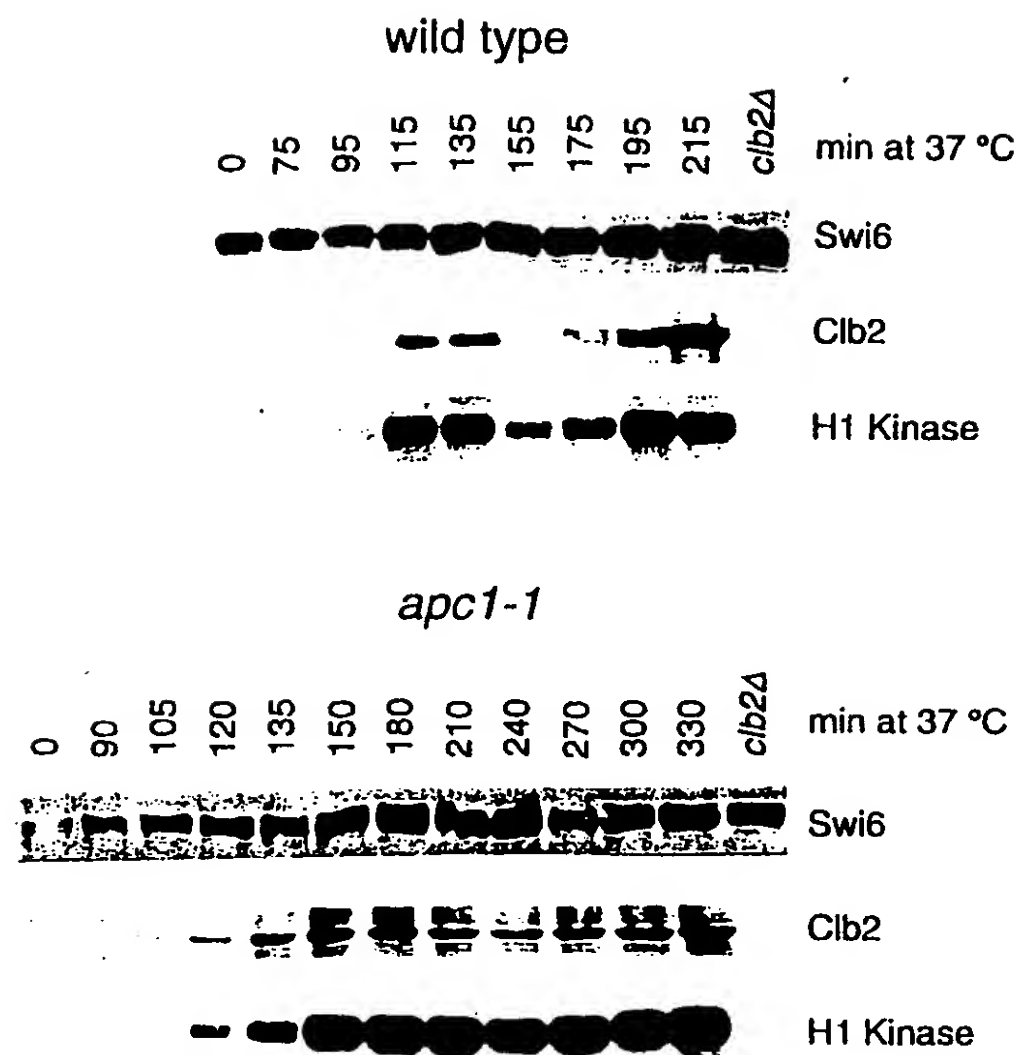 wild type
0 75 95 115 135 155 175 195 215 clb2Δ min at 37 ºC
Swi6
Clb2
H1 Kinase
apc1-1
0 90 105 120 135 150 180 210 240 270 300 330 clb2Δ min at 37 ºC
Swi6
Clb2
H1 Kinase